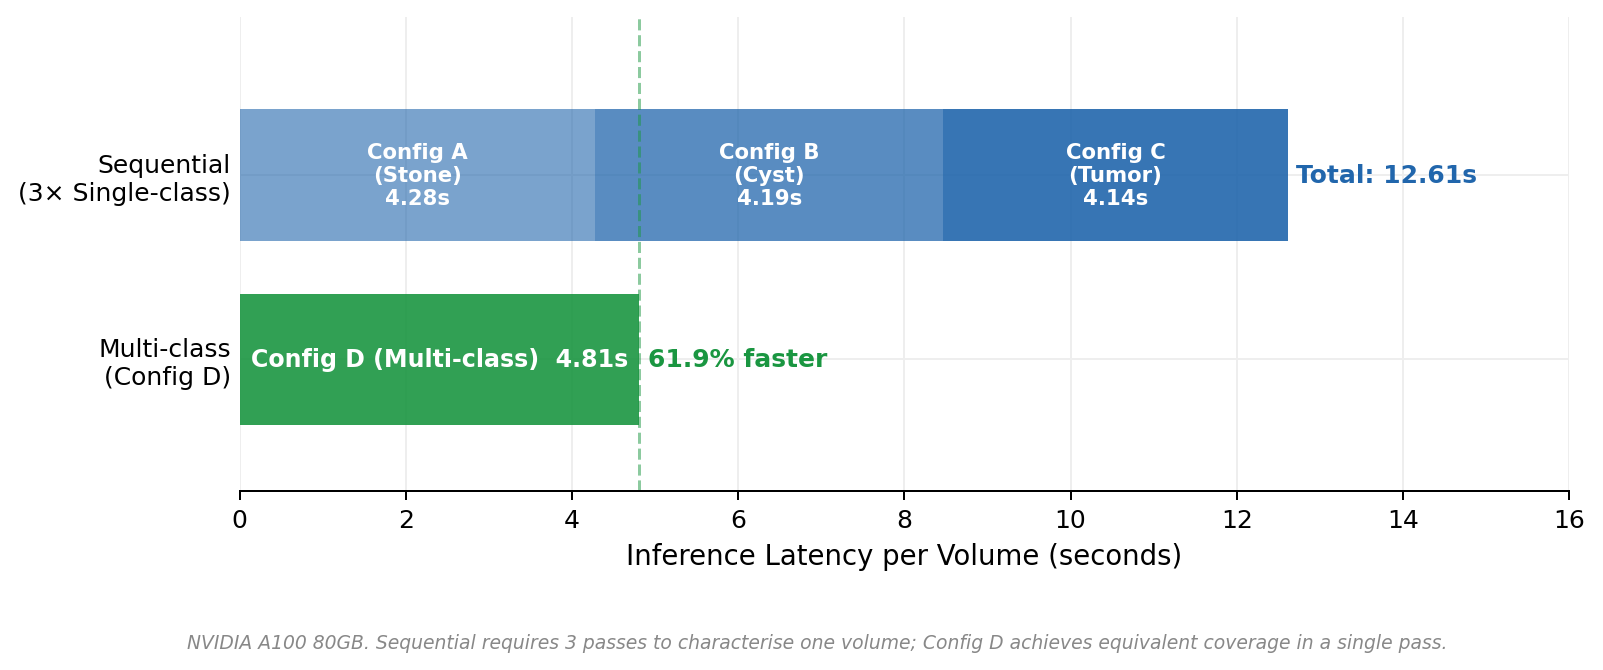 Sequential
(3× Single-class)
Config A
(Stone)
4.28s
Config B
(Cyst)
4.19s
Config C
(Tumor)
4.14s
Total: 12.61s
Multi-class
(Config D)
Config D (Multi-class)  4.81s
61.9% faster
0 2 4 6 8 10 12 14 16
Inference Latency per Volume (seconds)
NVIDIA A100 80GB. Sequential requires 3 passes to characterise one volume; Config D achieves equivalent coverage in a single pass.